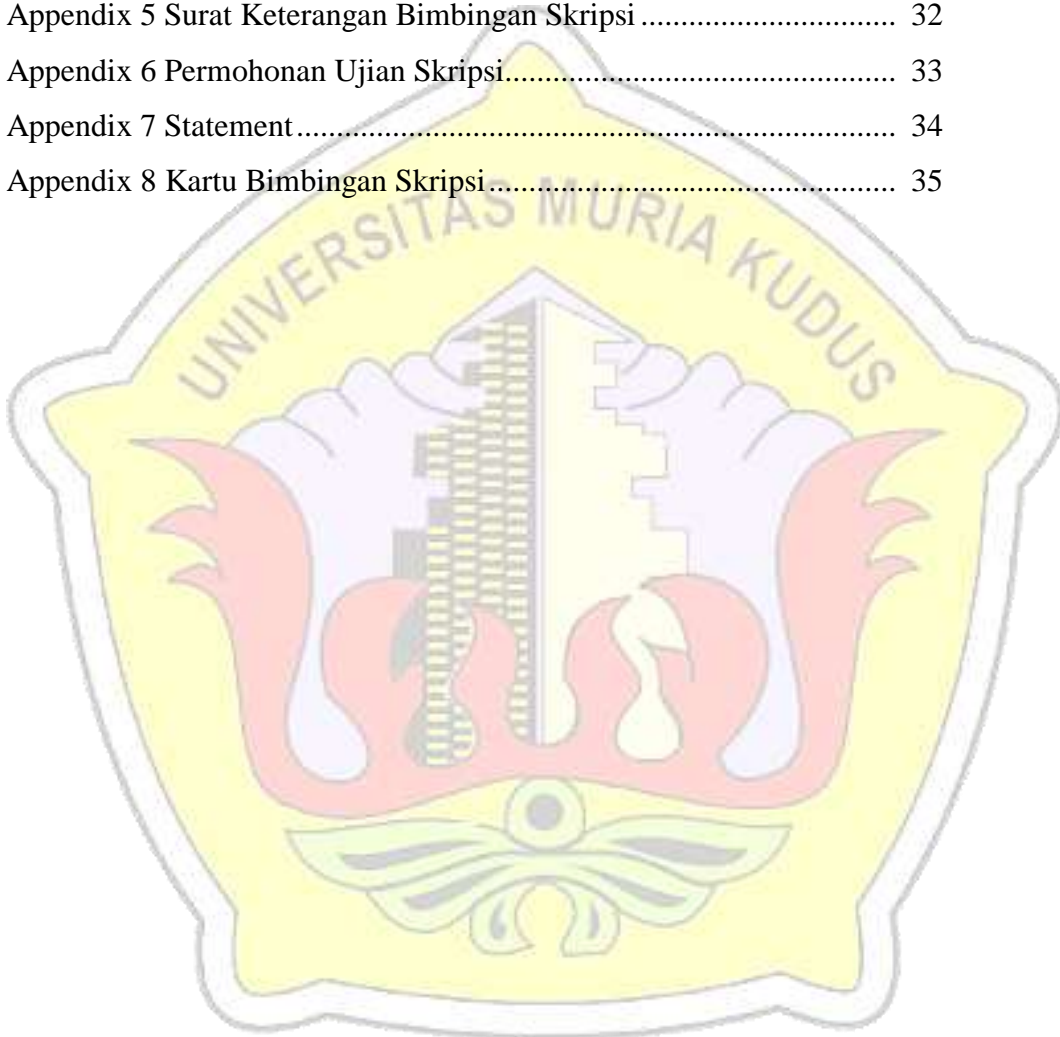 Appendix 5 Surat Keterangan Bimbingan Skripsi .............................. 32
Appendix 6 Permohonan Ujian Skripsi.............................................. 33
Appendix 7 Statement ....................................................................... 34
Appendix 8 Kartu Bimbingan Skripsi ................................................ 35
UNIVERSITAS MURIA KUDUS